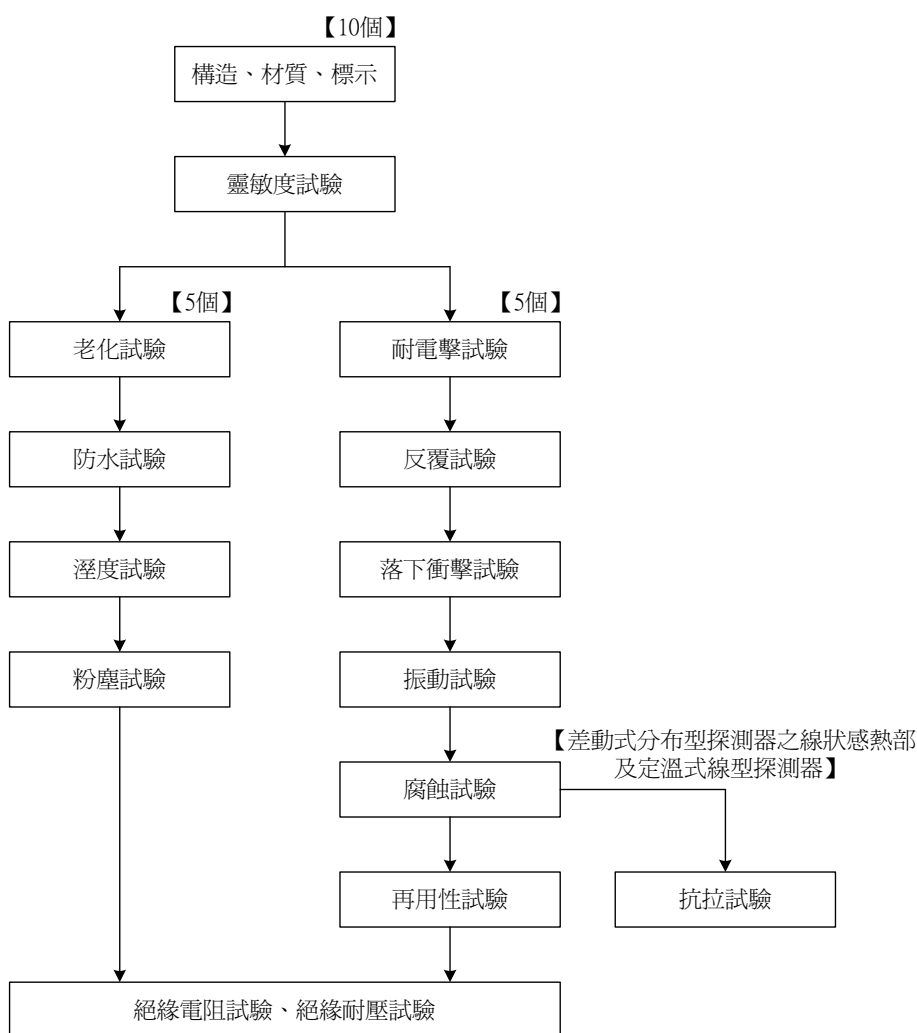 【10個】
構造、材質、標示
靈敏度試驗
【5個】
【5個】
老化試驗
耐電擊試驗
防水試驗
反覆試驗
溼度試驗
落下衝擊試驗
粉塵試驗
振動試驗
【差動式分布型探測器之線狀感熱部
及定溫式線型探測器】
腐蝕試驗
再用性試驗
抗拉試驗
絕緣電阻試驗、絕緣耐壓試驗